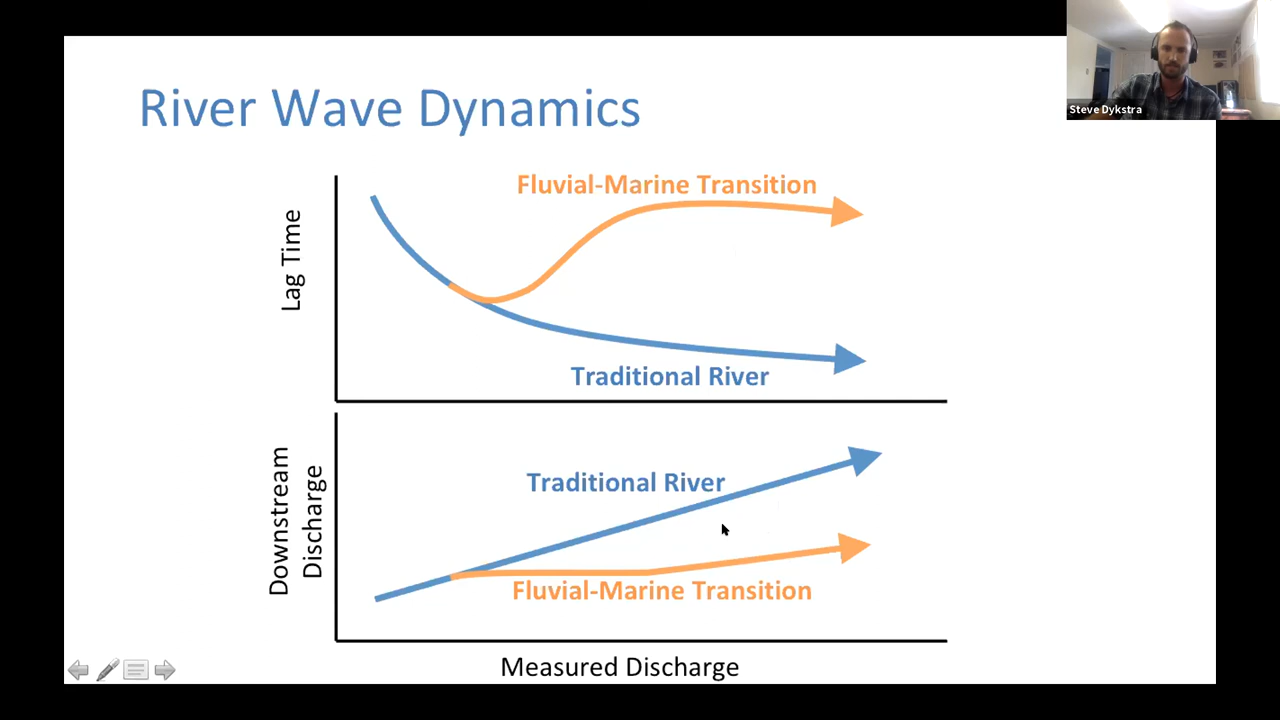 River Wave Dynamics
Steve Dykstra
Fluvial-Marine Transition
Lag Time
Traditional River
Traditional River
Downstream
Discharge
Fluvial-Marine Transition
Measured Discharge